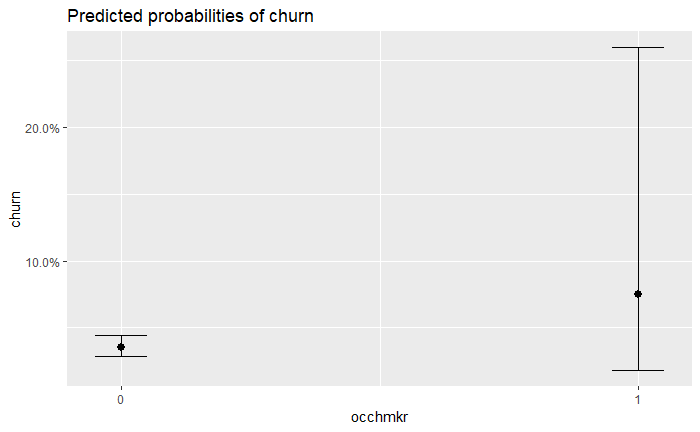 Predicted probabilities of churn
20.0%
churn
10.0%
0
1
occhmkr